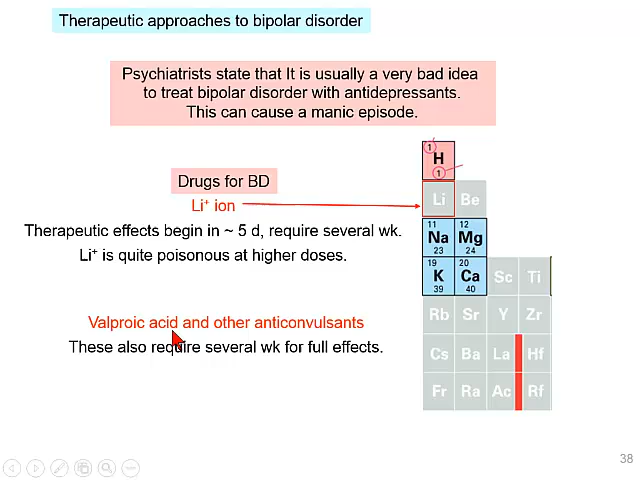 Therapeutic approaches to bipolar disorder
Psychiatrists state that It is usually a very bad idea
to treat bipolar disorder with antidepressants.
This can cause a manic episode.
Drugs for BD
Li⁺ ion
Therapeutic effects begin in ~ 5 d, require several wk.
Li⁺ is quite poisonous at higher doses.
Valproic acid and other anticonvulsants
These also require several wk for full effects.
1
H
1
Li Be
11 12
Na Mg
23 24
19 20
K Ca Sc Ti
39 40
Rb Sr Y Zr
Cs Ba La Hf
Fr Ra Ac Rf
38